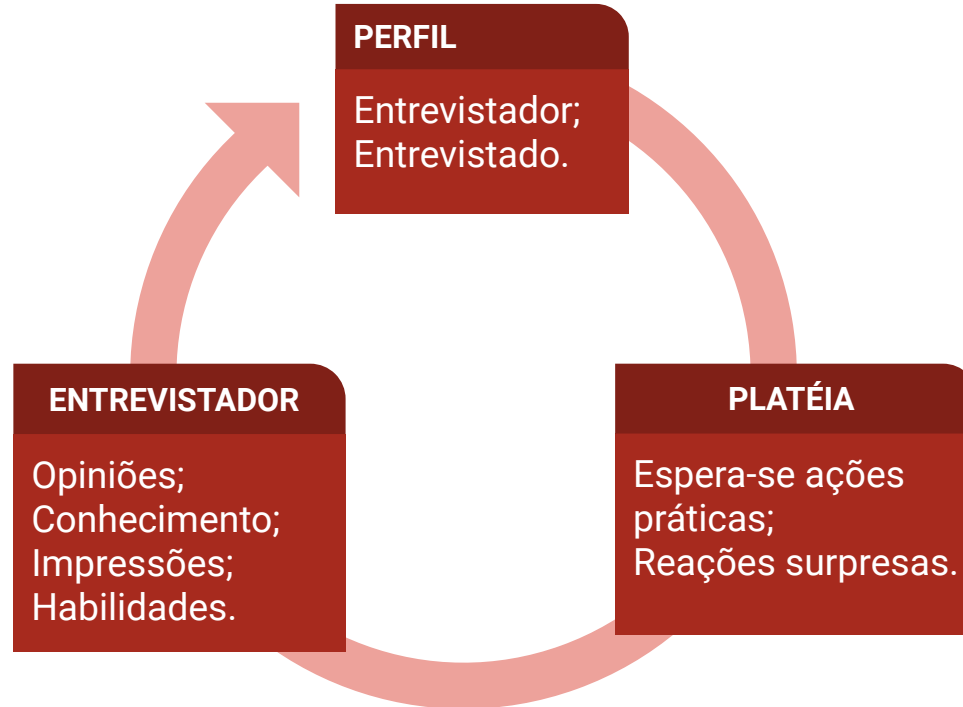 PERFIL
Entrevistador;
Entrevistado.
ENTREVISTADOR
Opiniões;
Conhecimento;
Impressões;
Habilidades.
PLATÉIA
Espera-se ações
práticas;
Reações surpresas.